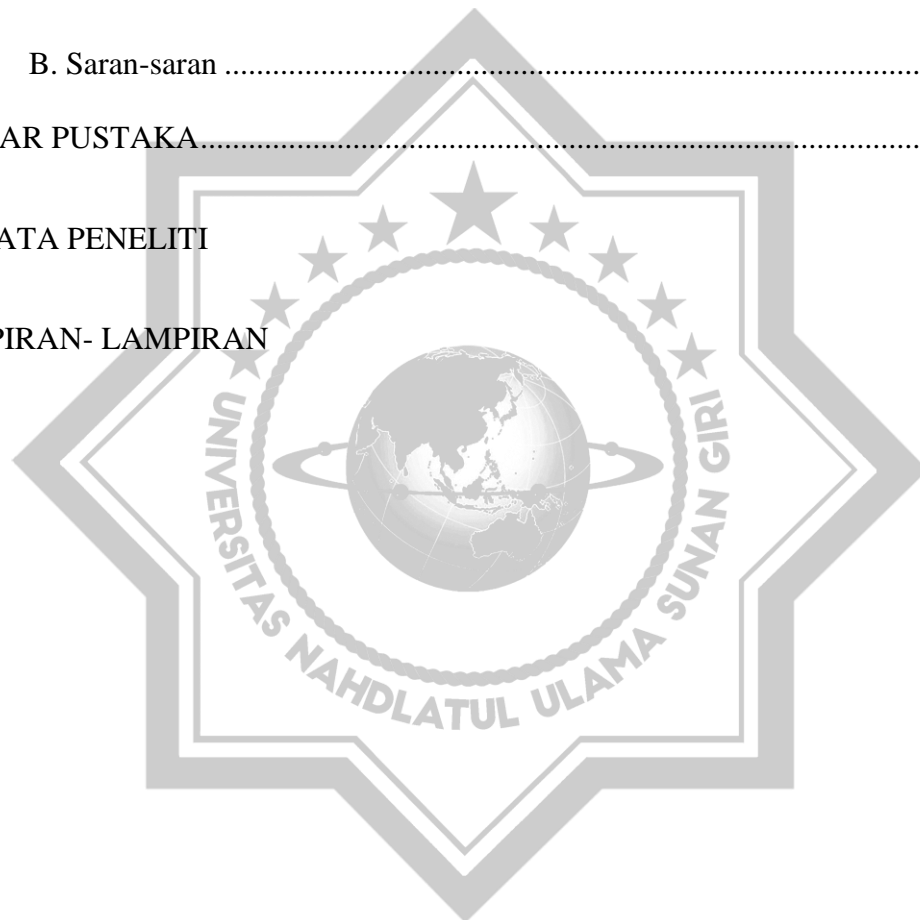 B. Saran-saran ........................................................................................
AR PUSTAKA..........................................................................................
ATA PENELITI
PIRAN- LAMPIRAN
UNIVERSITAS NAHDLATUL ULAMA SUNAN GIRI